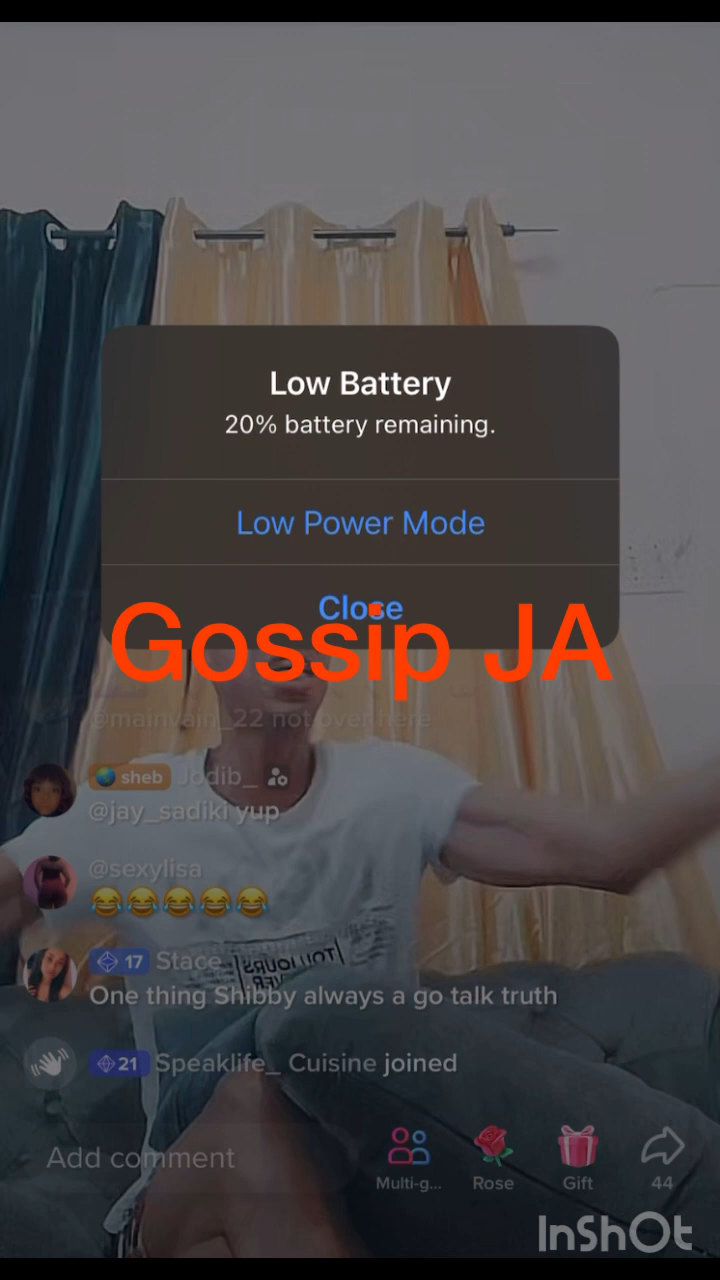 Low Battery
20% battery remaining.
Low Power Mode
Close
Gossip JA
@mainvain_22 not over here
sheb Jodib_
@jay_sadiki yup
@sexylisa
😂😂😂😂😂
17 Stace
TOUJOURS
One thing Shibby always a go talk truth
21 Speaklife_ Cuisine joined
Add comment
Multi-g...
Rose
Gift
44
InShOt